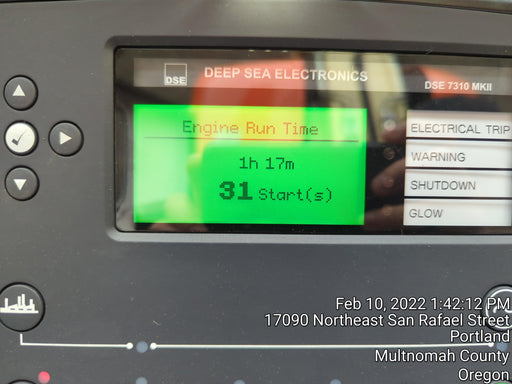 DSE
DEEP SEA ELECTRONICS
DSE 7310 MKII
Engine Run Time
1h 17m
31 Start(s)
ELECTRICAL TRIP
WARNING
SHUTDOWN
GLOW
Feb 10, 2022 1:42:12 PM
17090 Northeast San Rafael Street
Portland
Multnomah County
Oregon